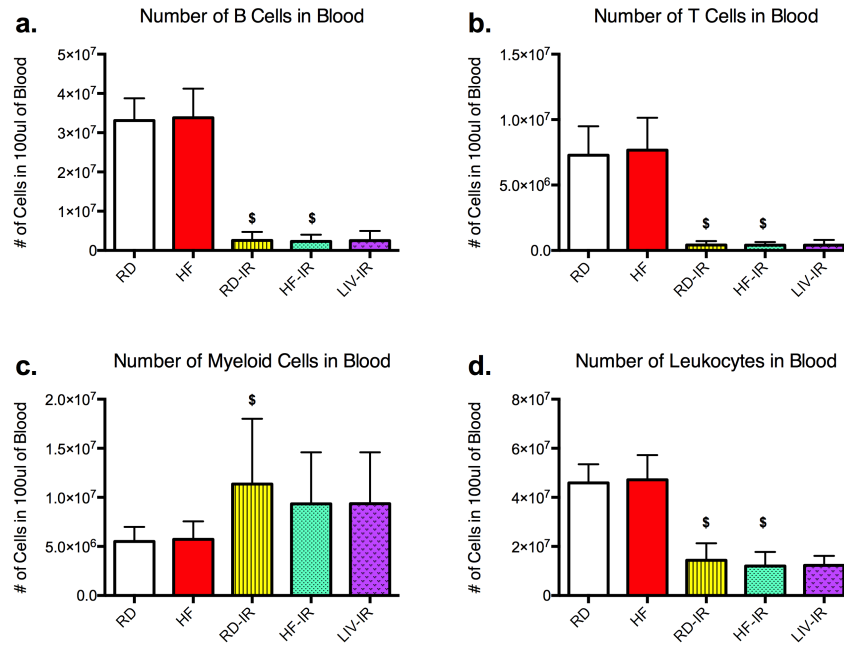 a.
Number of B Cells in Blood
# of Cells in 100ul of Blood
5×10⁷
4×10⁷
3×10⁷
2×10⁷
1×10⁷
0
$ $
RD HF RD-IR HF-IR LIV-IR
b.
Number of T Cells in Blood
# of Cells in 100ul of Blood
1.5×10⁷
1.0×10⁷
5.0×10⁶
0.0
$ $
RD HF RD-IR HF-IR LIV-IR
c.
Number of Myeloid Cells in Blood
# of Cells in 100ul of Blood
2.0×10⁷
1.5×10⁷
1.0×10⁷
5.0×10⁶
0.0
$
RD HF RD-IR HF-IR LIV-IR
d.
Number of Leukocytes in Blood
# of Cells in 100ul of Blood
8×10⁷
6×10⁷
4×10⁷
2×10⁷
0
$ $
RD HF RD-IR HF-IR LIV-IR